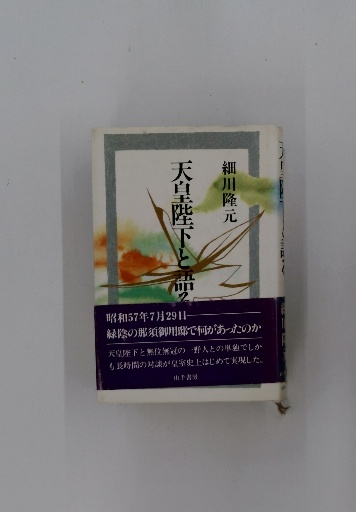 細川隆元
天皇陛下と語る
昭和57年7月29日——
緑陰の那須御用邸で何があったのか
天皇陛下と無位無冠の一野人との単独でしか
も長時間の対談が皇室史上はじめて実現した。
山手書房